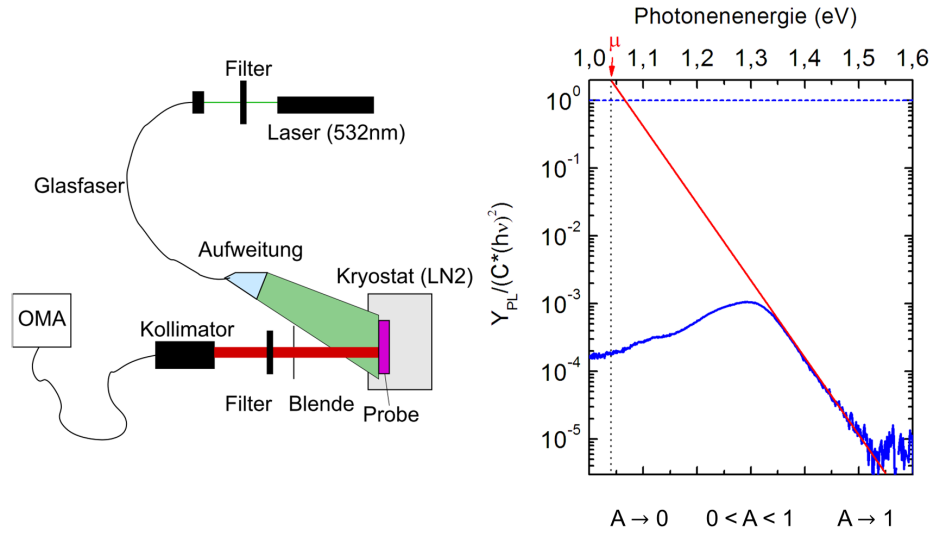 Filter
Laser (532nm)
Glasfaser
Aufweitung
Kryostat (LN2)
OMA
Kollimator
Filter
Blende
Probe
Photonenenergie (eV)
1,0 1,1 1,2 1,3 1,4 1,5 1,6
μ
10⁰
10⁻¹
10⁻²
10⁻³
10⁻⁴
10⁻⁵
Y_PL/(C*(hν)²)
A → 0 0 < A < 1 A → 1